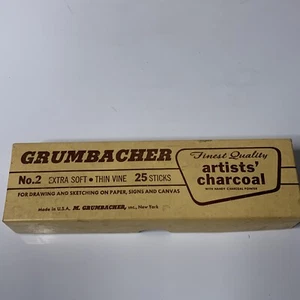 GRUMBACHER
No.2 EXTRA SOFT • THIN VINE 25 STICKS
FOR DRAWING AND SKETCHING ON PAPER, SIGNS AND CANVAS
Made in U.S.A. M. GRUMBACHER, INC., New York
Finest Quality
artists'
charcoal